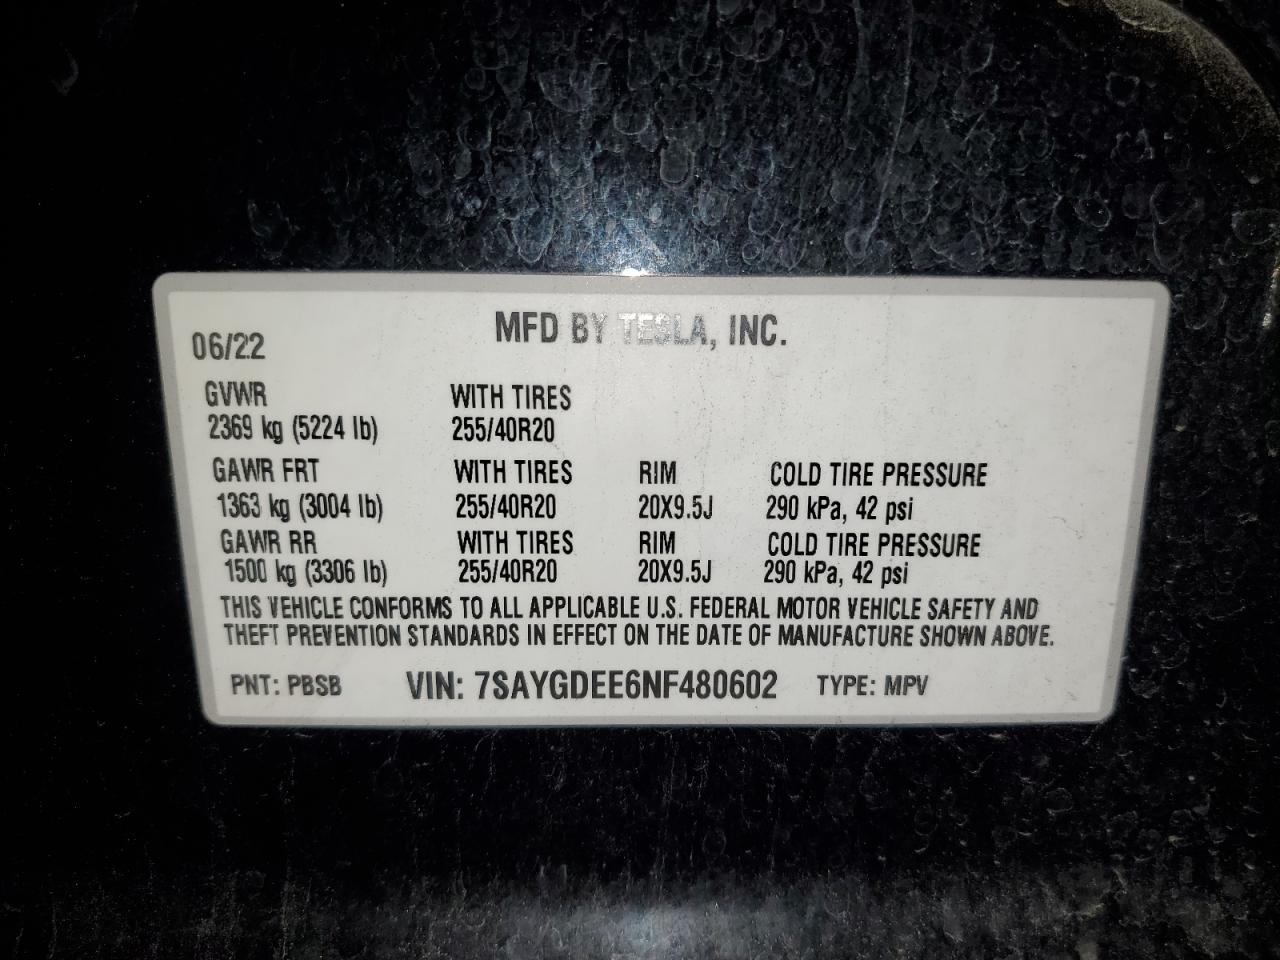 06/22 MFD BY TESLA, INC.
GVWR WITH TIRES
2369 kg (5224 lb) 255/40R20
GAWR FRT WITH TIRES RIM COLD TIRE PRESSURE
1363 kg (3004 lb) 255/40R20 20X9.5J 290 kPa, 42 psi
GAWR RR WITH TIRES RIM COLD TIRE PRESSURE
1500 kg (3306 lb) 255/40R20 20X9.5J 290 kPa, 42 psi
THIS VEHICLE CONFORMS TO ALL APPLICABLE U.S. FEDERAL MOTOR VEHICLE SAFETY AND
THEFT PREVENTION STANDARDS IN EFFECT ON THE DATE OF MANUFACTURE SHOWN ABOVE.
PNT: PBSB VIN: 7SAYGDEE6NF480602 TYPE: MPV